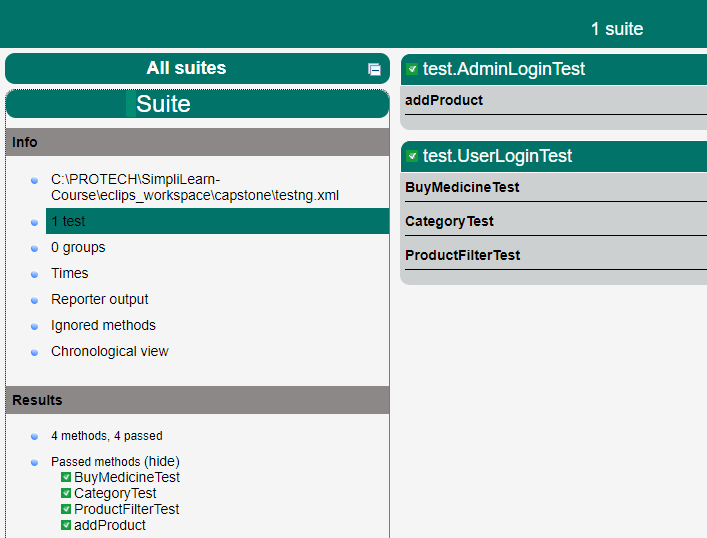 1 suite
All suites
Suite
Info
C:\PROTECH\SimpliLearn-
Course\eclips_workspace\capstone\testng.xml
1 test
0 groups
Times
Reporter output
Ignored methods
Chronological view
Results
4 methods, 4 passed
Passed methods (hide)
BuyMedicineTest
CategoryTest
ProductFilterTest
addProduct
test.AdminLoginTest
addProduct
test.UserLoginTest
BuyMedicineTest
CategoryTest
ProductFilterTest